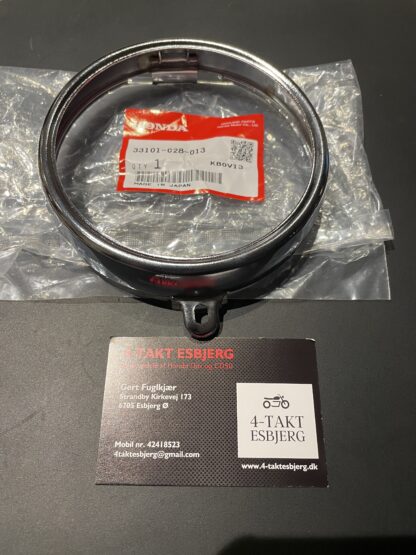 HONDA
33101-028-013
QTY 1 KBOV13
MADE IN JAPAN
4-TAKT ESBJERG
Gert Fuglkjær
Strandby Kirkevej 173
6705 Esbjerg Ø
Mobil nr. 42418523
4taktesbjerg@gmail.com
4-TAKT
ESBJERG
www.4-taktesbjerg.dk